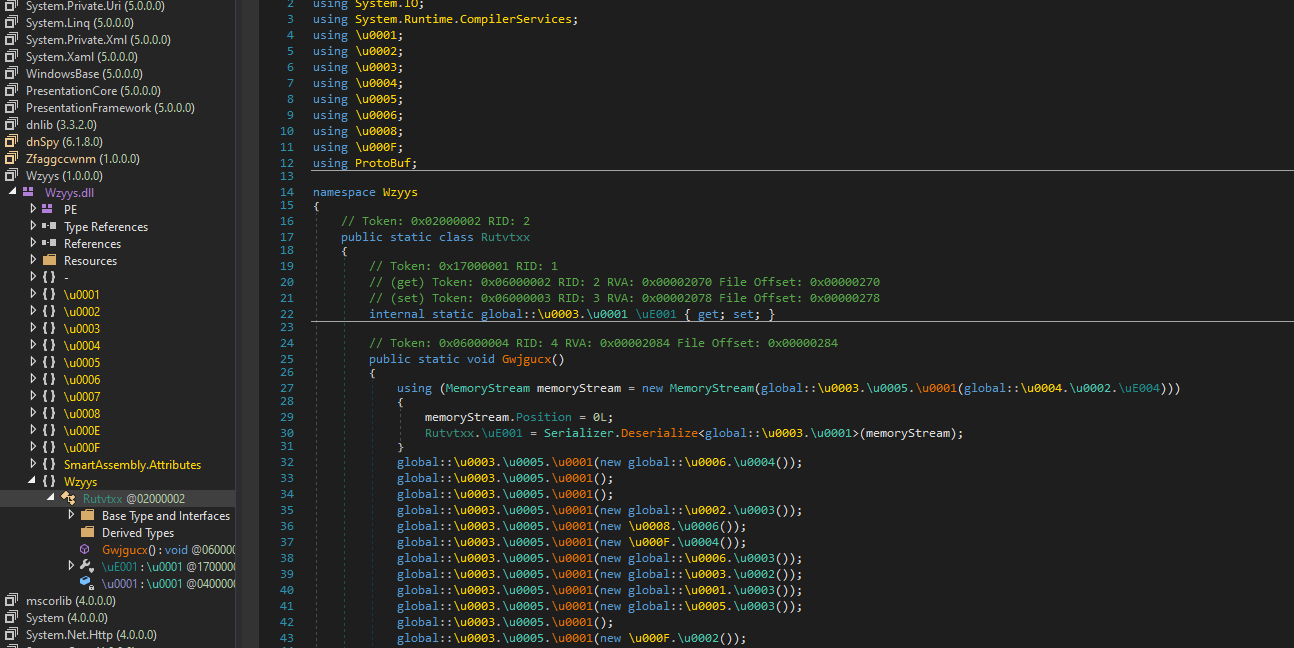 System.Private.Uri (5.0.0.0)
System.Linq (5.0.0.0)
System.Private.Xml (5.0.0.0)
System.Xaml (5.0.0.0)
WindowsBase (5.0.0.0)
PresentationCore (5.0.0.0)
PresentationFramework (5.0.0.0)
dnlib (3.3.2.0)
dnSpy (6.1.8.0)
Zfaggccwnm (1.0.0.0)
Wzyys (1.0.0.0)
Wzyys.dll
PE
Type References
References
Resources
{ } -
{ } \u0001
{ } \u0002
{ } \u0003
{ } \u0004
{ } \u0005
{ } \u0006
{ } \u0007
{ } \u0008
{ } \u000E
{ } \u000F
{ } SmartAssembly.Attributes
{ } Wzyys
Rutvtxx @02000002
Base Type and Interfaces
Derived Types
Gwjgucx() : void @060000
\uE001 : \u0001 @1700000
\u0001 : \u0001 @0400000
mscorlib (4.0.0.0)
System (4.0.0.0)
System.Net.Http (4.0.0.0)
2 using System.IO;
3 using System.Runtime.CompilerServices;
4 using \u0001;
5 using \u0002;
6 using \u0003;
7 using \u0004;
8 using \u0005;
9 using \u0006;
10 using \u0008;
11 using \u000F;
12 using ProtoBuf;
13
14 namespace Wzyys
15 {
16 // Token: 0x02000002 RID: 2
17 public static class Rutvtxx
18 {
19 // Token: 0x17000001 RID: 1
20 // (get) Token: 0x06000002 RID: 2 RVA: 0x00002070 File Offset: 0x00000270
21 // (set) Token: 0x06000003 RID: 3 RVA: 0x00002078 File Offset: 0x00000278
22 internal static global::\u0003.\u0001 \uE001 { get; set; }
23
24 // Token: 0x06000004 RID: 4 RVA: 0x00002084 File Offset: 0x00000284
25 public static void Gwjgucx()
26 {
27 using (MemoryStream memoryStream = new MemoryStream(global::\u0003.\u0005.\u0001(global::\u0004.\u0002.\uE004)))
28 {
29 memoryStream.Position = 0L;
30 Rutvtxx.\uE001 = Serializer.Deserialize<global::\u0003.\u0001>(memoryStream);
31 }
32 global::\u0003.\u0005.\u0001(new global::\u0006.\u0004());
33 global::\u0003.\u0005.\u0001();
34 global::\u0003.\u0005.\u0001();
35 global::\u0003.\u0005.\u0001(new global::\u0002.\u0003());
36 global::\u0003.\u0005.\u0001(new \u0008.\u0006());
37 global::\u0003.\u0005.\u0001(new \u000F.\u0004());
38 global::\u0003.\u0005.\u0001(new global::\u0006.\u0003());
39 global::\u0003.\u0005.\u0001(new global::\u0003.\u0002());
40 global::\u0003.\u0005.\u0001(new global::\u0001.\u0003());
41 global::\u0003.\u0005.\u0001(new global::\u0005.\u0003());
42 global::\u0003.\u0005.\u0001();
43 global::\u0003.\u0005.\u0001(new \u000F.\u0002());